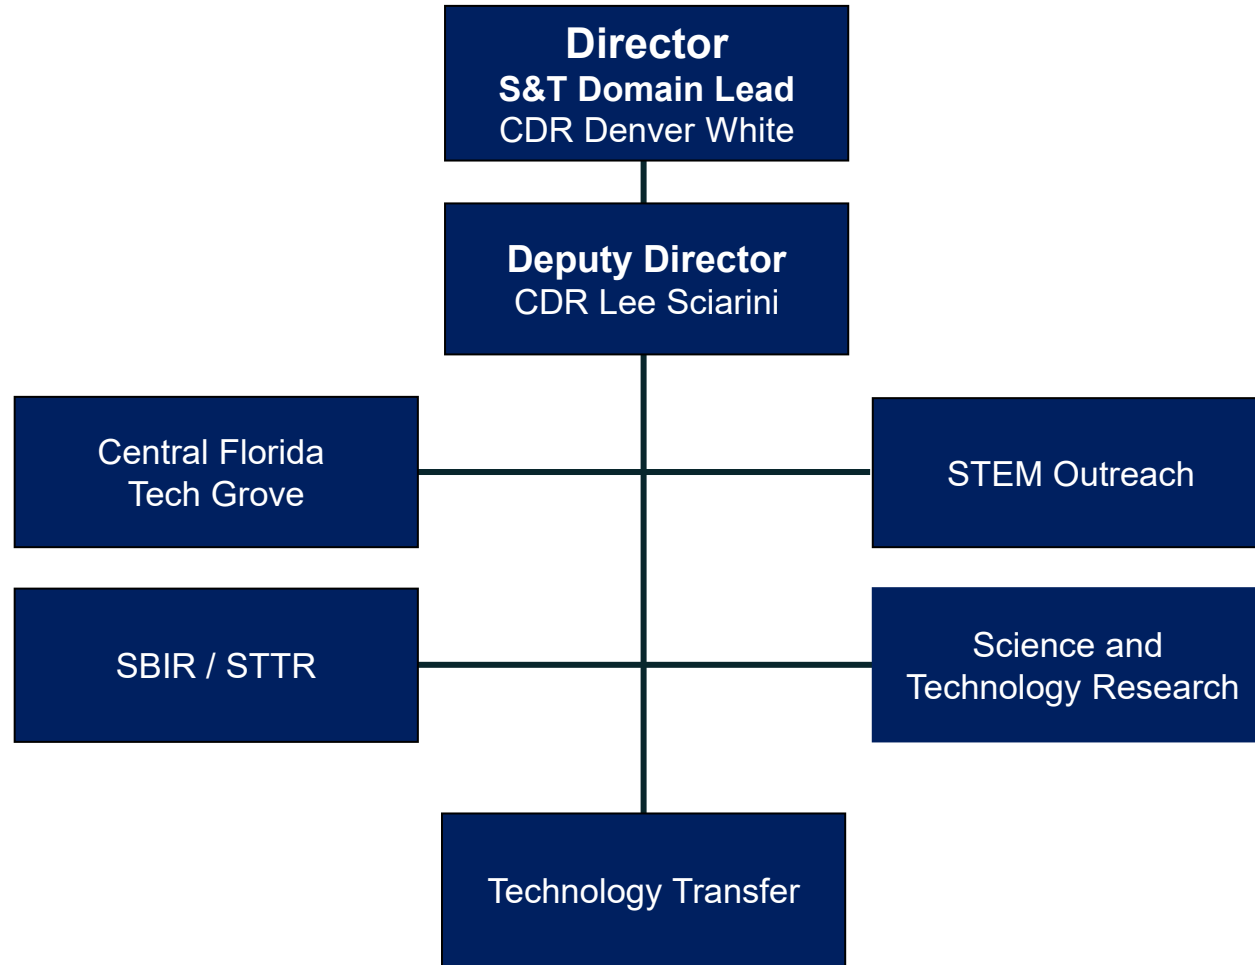 Director
S&T Domain Lead
CDR Denver White
Deputy Director
CDR Lee Sciarini
Central Florida
Tech Grove
STEM Outreach
SBIR / STTR
Science and
Technology Research
Technology Transfer